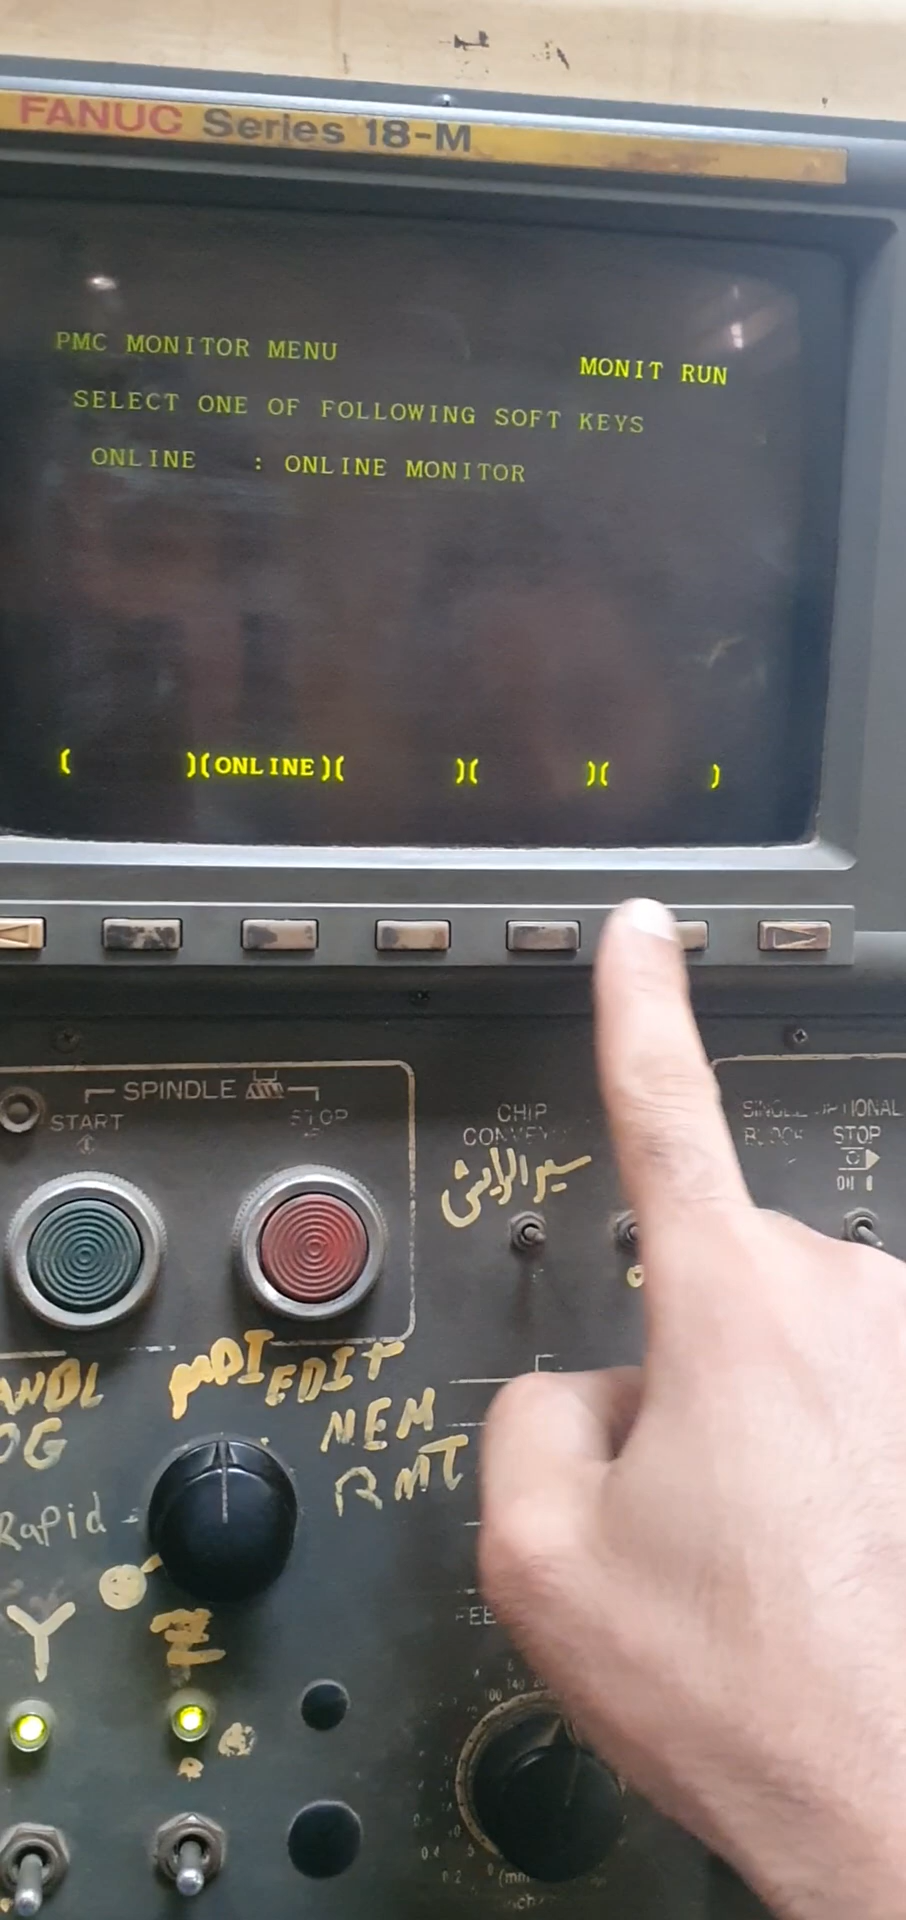 FANUC Series 18-M
PMC MONITOR MENU
MONIT RUN
SELECT ONE OF FOLLOWING SOFT KEYS
ONLINE : ONLINE MONITOR
[ ][ONLINE][ ][ ][ ]
SPINDLE
START
STOP
CHIP
سير الرايش
STOP
MDI EDIT
MEM
RMT
Rapid
Y
Z